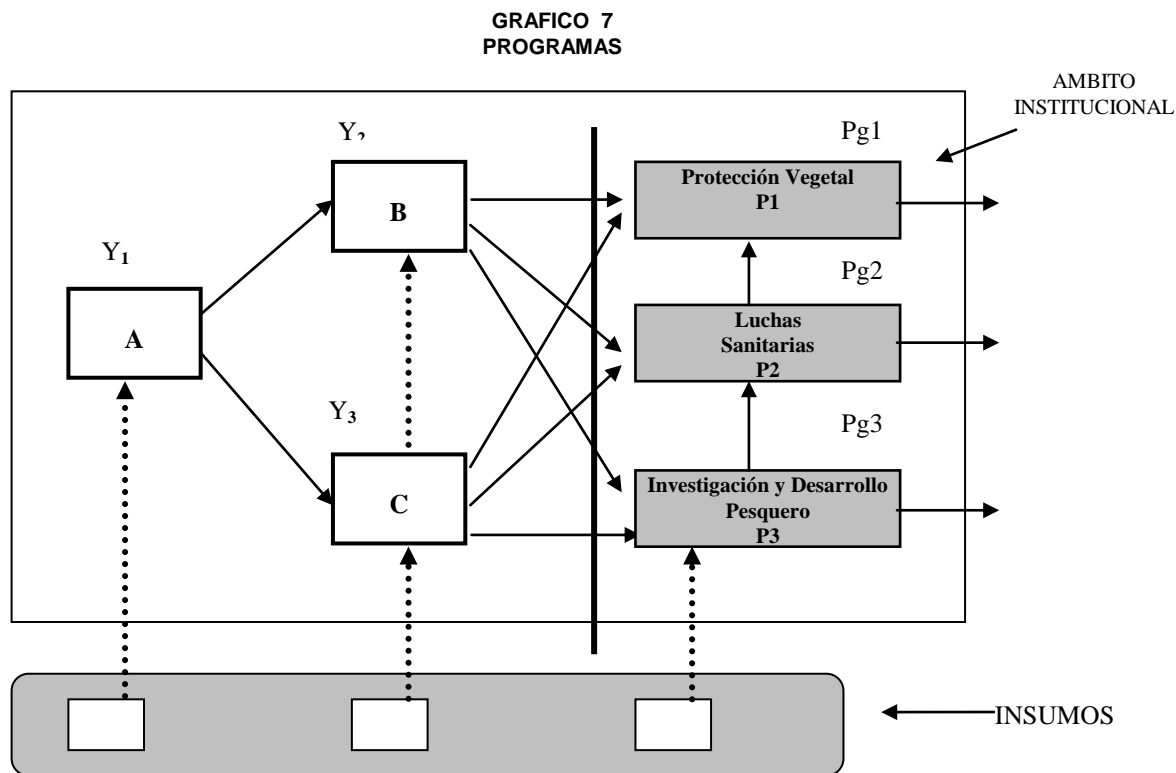 GRAFICO 7
PROGRAMAS
AMBITO
INSTITUCIONAL
Y2
Pg1
Protección Vegetal
P1
B
Y1
Pg2
A
Luchas
Sanitarias
P2
Y3
Pg3
C
Investigación y Desarrollo
Pesquero
P3
INSUMOS